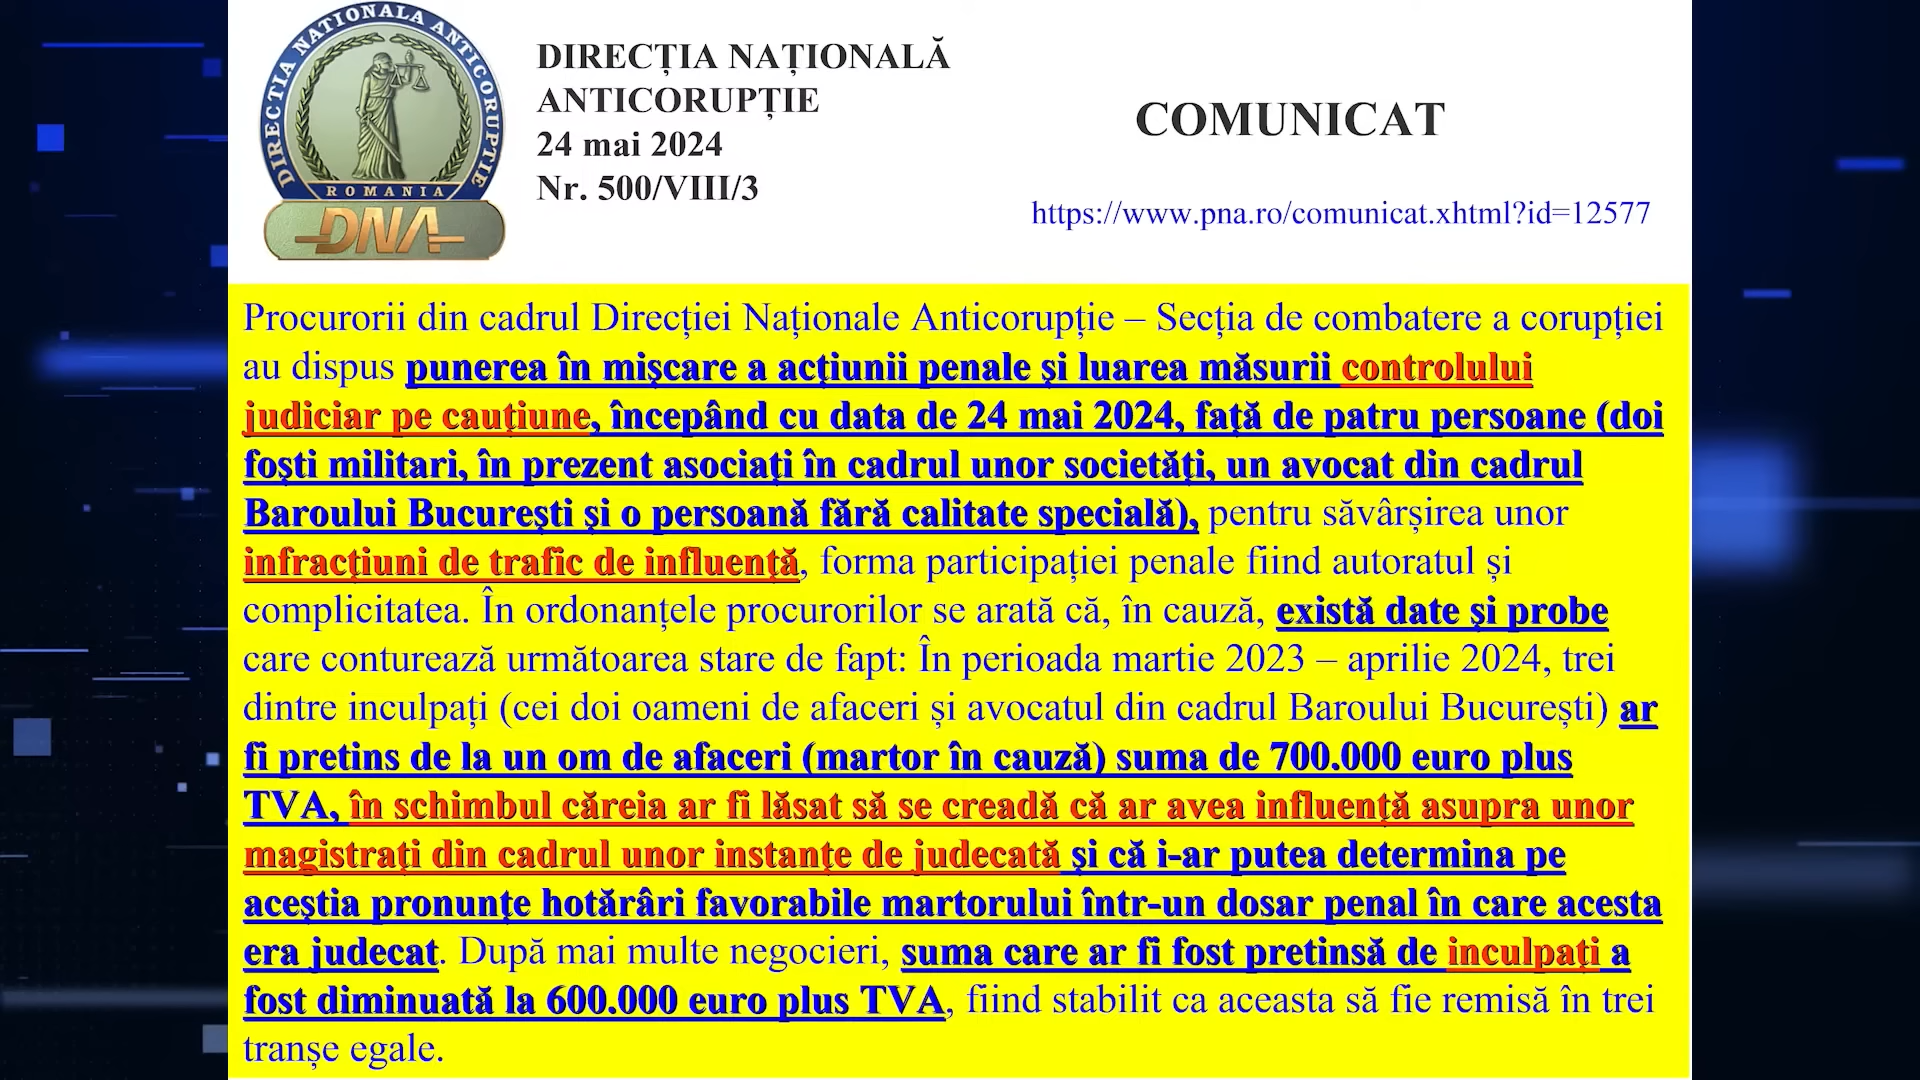 DIRECTIA NATIONALA ANTICORUPTIE
ROMANIA
DNA
DIRECȚIA NAȚIONALĂ
ANTICORUPȚIE
24 mai 2024
Nr. 500/VIII/3
COMUNICAT
https://www.pna.ro/comunicat.xhtml?id=12577
Procurorii din cadrul Direcției Naționale Anticorupție – Secția de combatere a corupției
au dispus punerea în mișcare a acțiunii penale și luarea măsurii controlului
judiciar pe cauțiune, începând cu data de 24 mai 2024, față de patru persoane (doi
foști militari, în prezent asociați în cadrul unor societăți, un avocat din cadrul
Baroului București și o persoană fără calitate specială), pentru săvârșirea unor
infracțiuni de trafic de influență, forma participației penale fiind autoratul și
complicitatea. În ordonanțele procurorilor se arată că, în cauză, există date și probe
care conturează următoarea stare de fapt: În perioada martie 2023 – aprilie 2024, trei
dintre inculpați (cei doi oameni de afaceri și avocatul din cadrul Baroului București) ar
fi pretins de la un om de afaceri (martor în cauză) suma de 700.000 euro plus
TVA, în schimbul căreia ar fi lăsat să se creadă că ar avea influență asupra unor
magistrați din cadrul unor instanțe de judecată și că i-ar putea determina pe
aceștia pronunțe hotărâri favorabile martorului într-un dosar penal în care acesta
era judecat. După mai multe negocieri, suma care ar fi fost pretinsă de inculpați a
fost diminuată la 600.000 euro plus TVA, fiind stabilit ca aceasta să fie remisă în trei
tranșe egale.